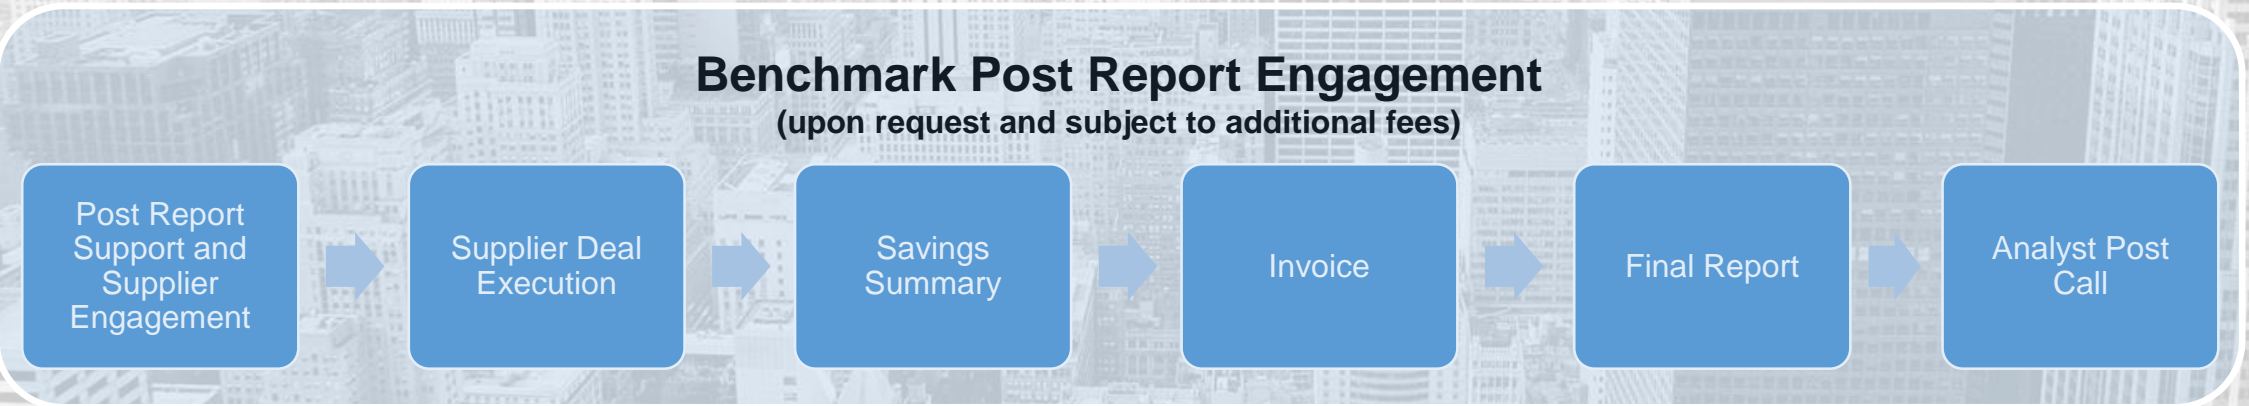 Benchmark Post Report Engagement
(upon request and subject to additional fees)
Post Report
Support and
Supplier
Engagement
Supplier Deal
Execution
Savings
Summary
Invoice
Final Report
Analyst Post
Call